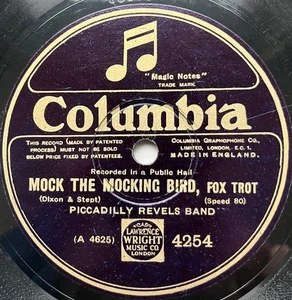 "Magic Notes"
TRADE MARK.
Columbia
THIS RECORD (MADE BY PATENTED
PROCESS) MUST NOT BE SOLD
BELOW PRICE FIXED BY PATENTEES.
COLUMBIA GRAPHOPHONE CO.,
LIMITED, LONDON, E.C.1.
MADE IN ENGLAND.
Recorded in a Public Hall
MOCK THE MOCKING BIRD, FOX TROT
(Dixon & Stept) (Speed 80)
PICCADILLY REVELS BAND
(A 4625)
LAWRENCE
WRIGHT
MUSIC CO
LONDON
4254